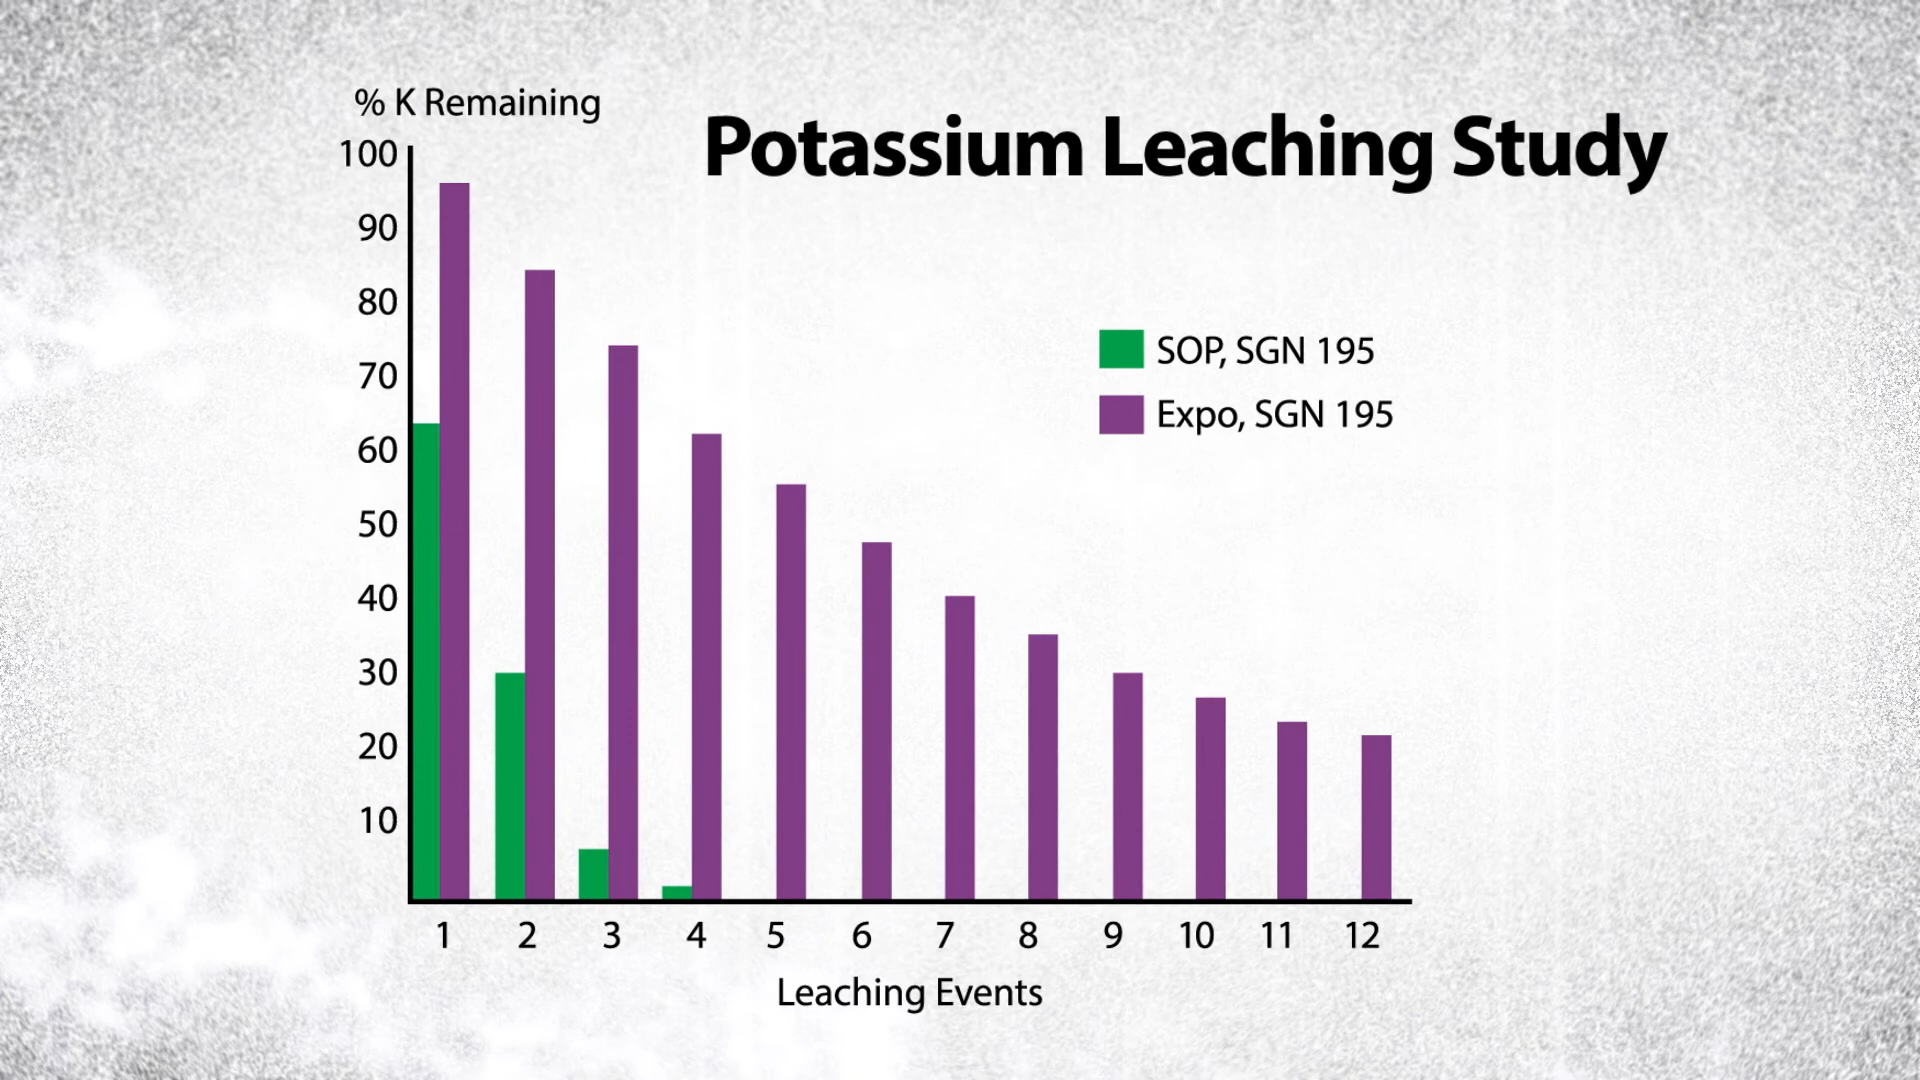 % K Remaining
Potassium Leaching Study
100
90
80
70
60
50
40
30
20
10
SOP, SGN 195
Expo, SGN 195
1 2 3 4 5 6 7 8 9 10 11 12
Leaching Events